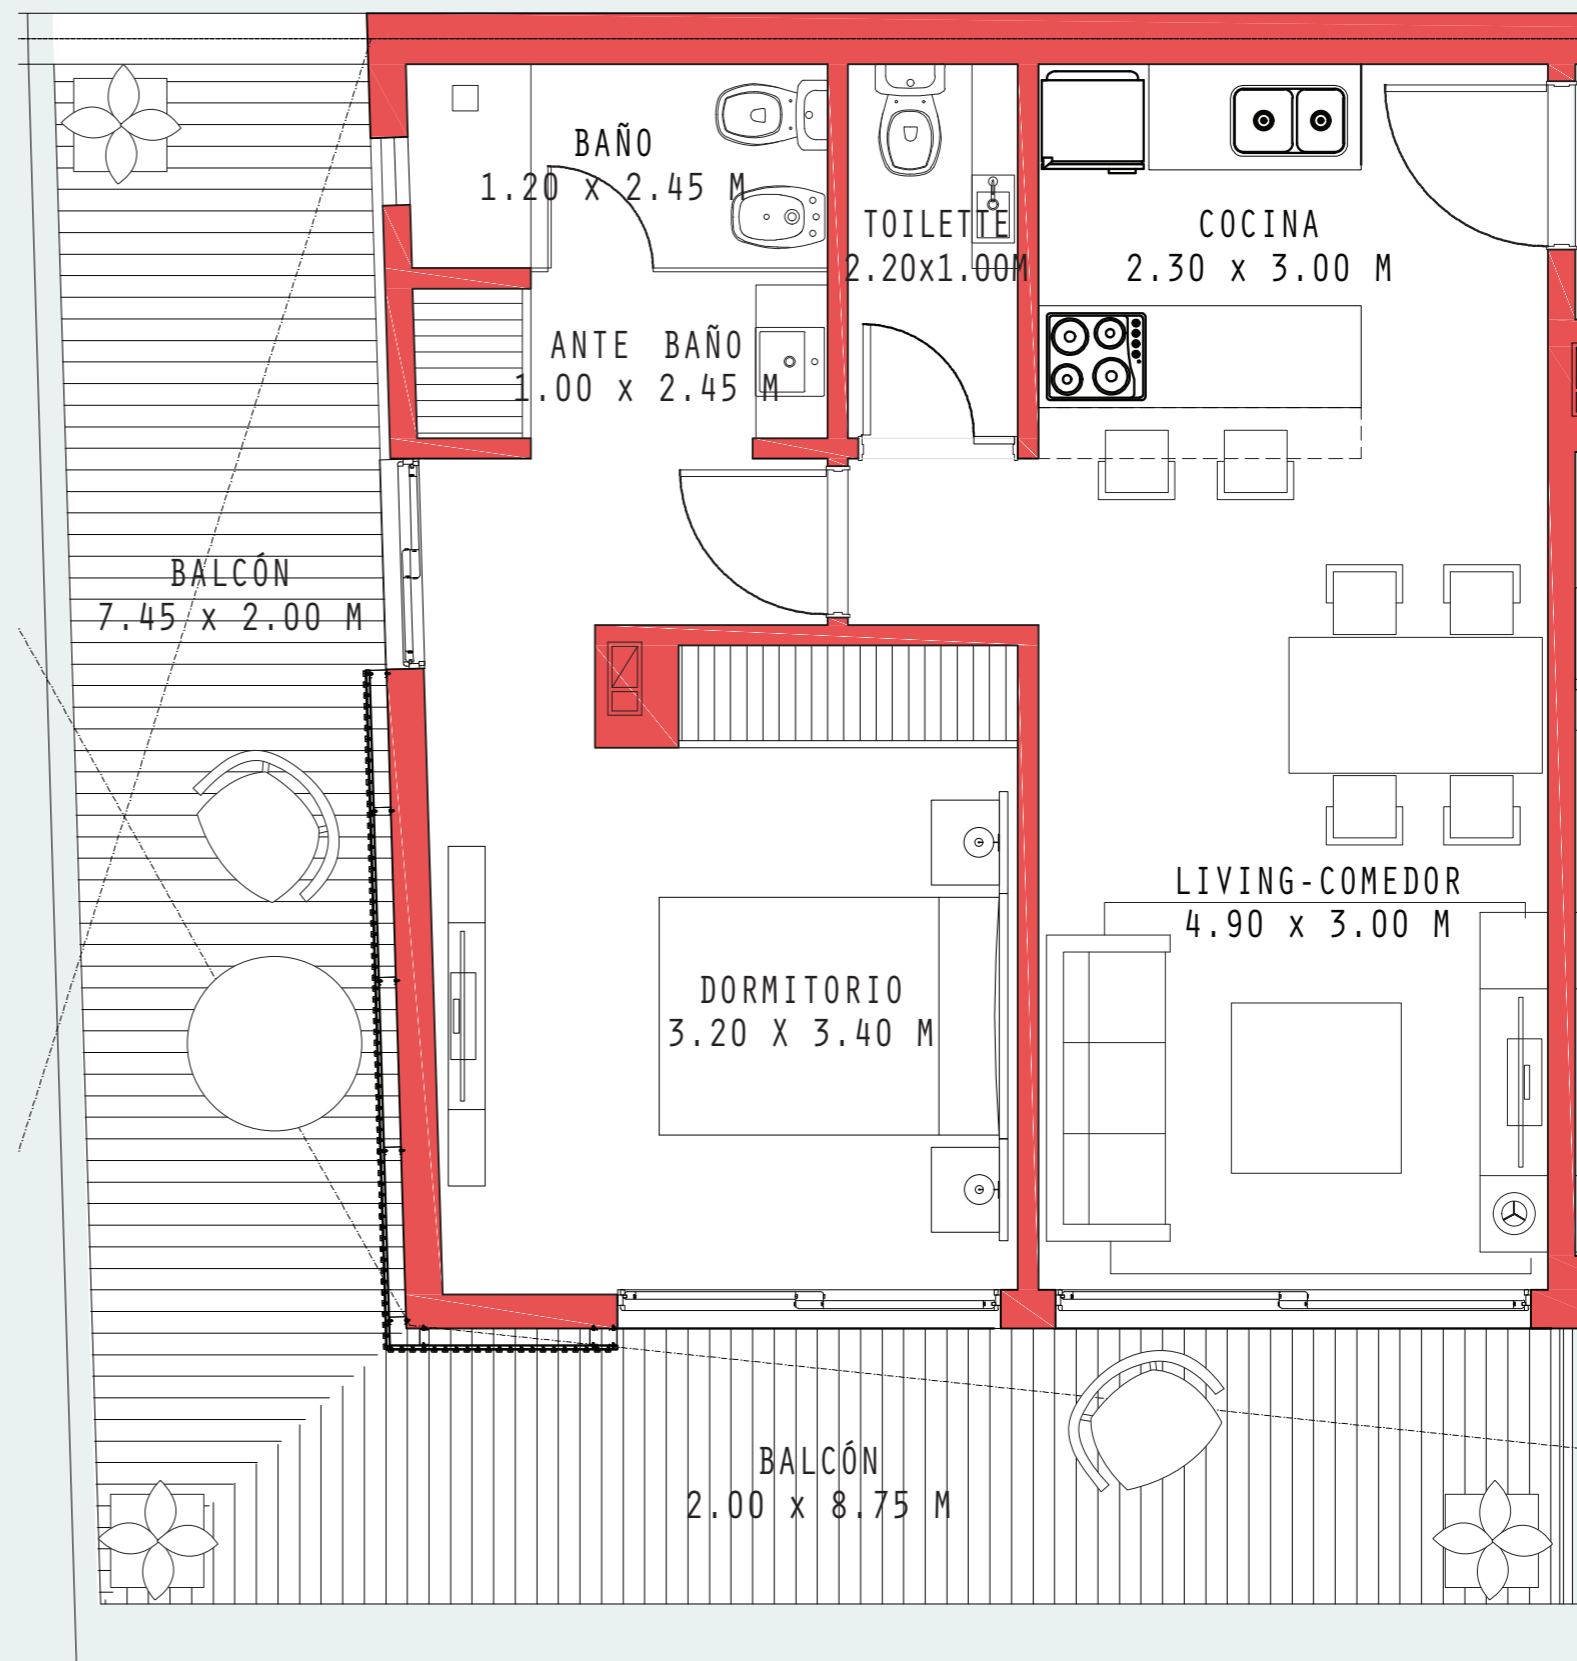 BAÑO
1.20 x 2.45 M
TOILETTE
2.20x1.00M
COCINA
2.30 x 3.00 M
ANTE BAÑO
1.00 x 2.45 M
BALCÓN
7.45 x 2.00 M
LIVING-COMEDOR
4.90 x 3.00 M
DORMITORIO
3.20 X 3.40 M
BALCÓN
2.00 x 8.75 M